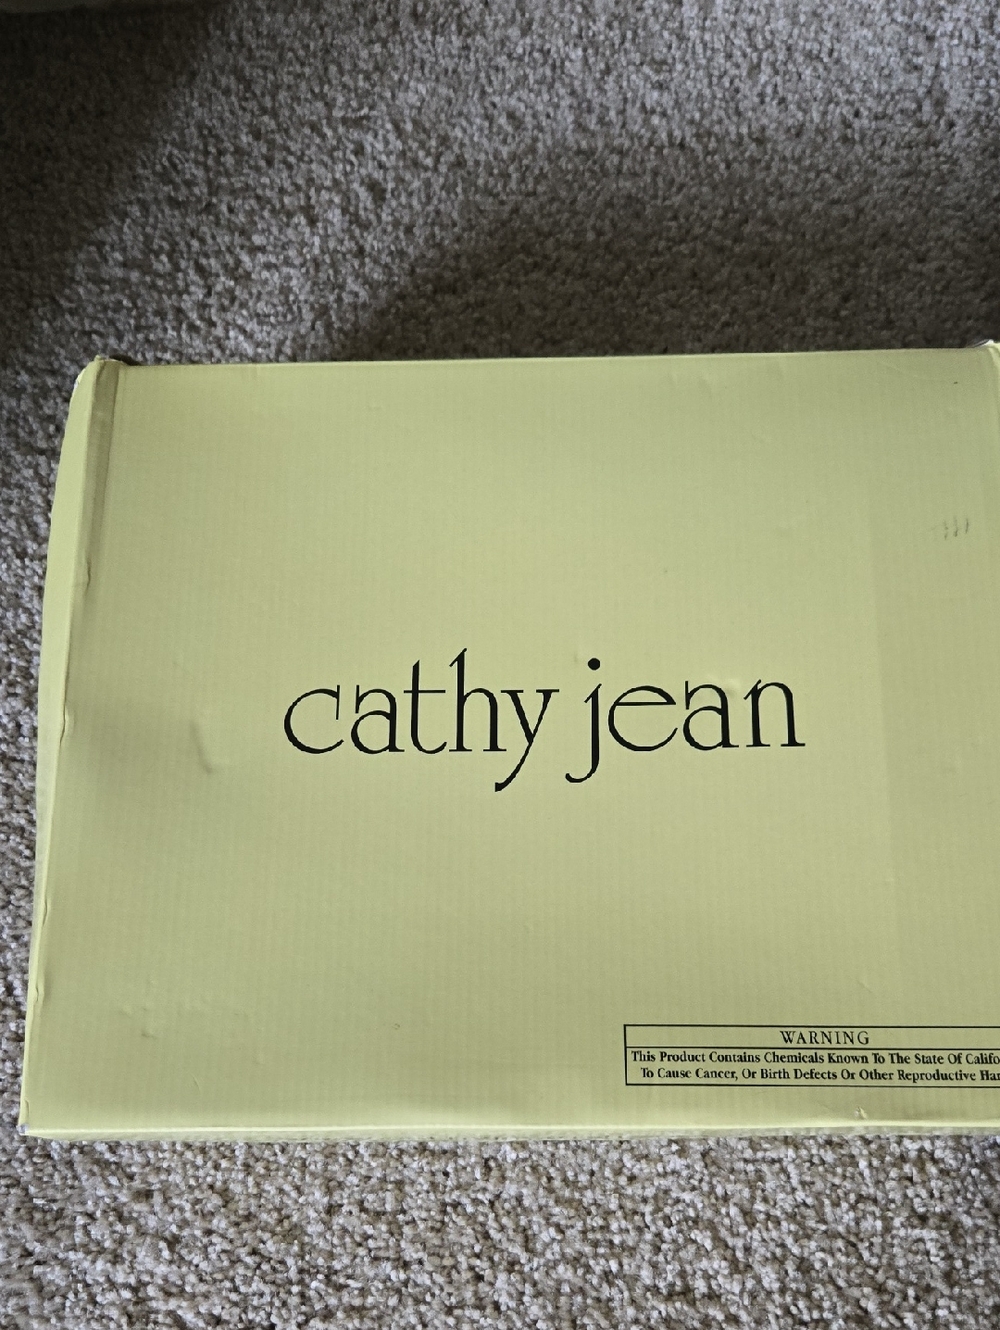 cathy jean
WARNING
This Product Contains Chemicals Known To The State Of
To Cause Cancer, Or Birth Defects Or Other Reproductive